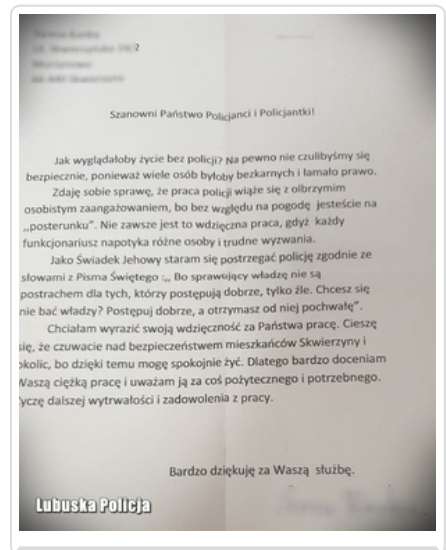 2
Szanowni Państwo Policjanci i Policjantki!
Jak wyglądałoby życie bez policji? Na pewno nie czulibyśmy się
bezpiecznie, ponieważ wiele osób byłoby bezkarnych i łamało prawo.
Zdaję sobie sprawę, że praca policji wiąże się z olbrzymim
osobistym zaangażowaniem, bo bez względu na pogodę jesteście na
„posterunku”. Nie zawsze jest to wdzięczna praca, gdyż każdy
funkcjonariusz napotyka różne osoby i trudne wyzwania.
Jako Świadek Jehowy staram się postrzegać policję zgodnie ze
słowami z Pisma Świętego :„ Bo sprawujący władzę nie są
postrachem dla tych, którzy postępują dobrze, tylko źle. Chcesz się
nie bać władzy? Postępuj dobrze, a otrzymasz od niej pochwałę”.
Chciałam wyrazić swoją wdzięczność za Państwa pracę. Cieszę
się, że czuwacie nad bezpieczeństwem mieszkańców Skwierzyny i
okolic, bo dzięki temu mogę spokojnie żyć. Dlatego bardzo doceniam
Waszą ciężką pracę i uważam ją za coś pożytecznego i potrzebnego.
Życzę dalszej wytrwałości i zadowolenia z pracy.
Bardzo dziękuję za Waszą służbę.
Lubuska Policja